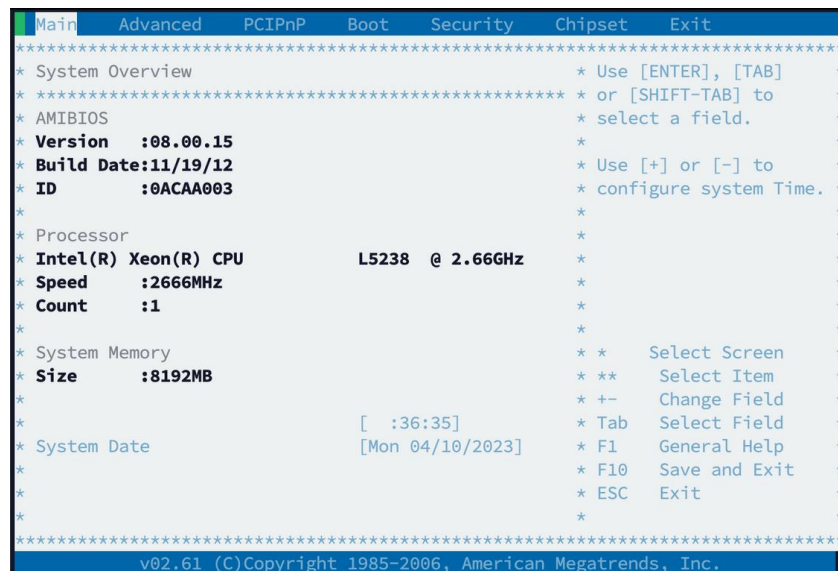 Main Advanced PCIPnP Boot Security Chipset Exit
********************************************************************************
* System Overview * Use [ENTER], [TAB]
* *************************************************** * or [SHIFT-TAB] to
* AMIBIOS * select a field.
* Version :08.00.15 *
* Build Date:11/19/12 * Use [+] or [-] to
* ID :0ACAA003 * configure system Time.
* *
* Processor *
* Intel(R) Xeon(R) CPU L5238 @ 2.66GHz *
* Speed :2666MHz *
* Count :1 *
* *
* System Memory * * Select Screen
* Size :8192MB * ** Select Item
* * +- Change Field
* [ :36:35] * Tab Select Field
* System Date [Mon 04/10/2023] * F1 General Help
* * F10 Save and Exit
* * ESC Exit
* *
********************************************************************************
v02.61 (C)Copyright 1985-2006, American Megatrends, Inc.